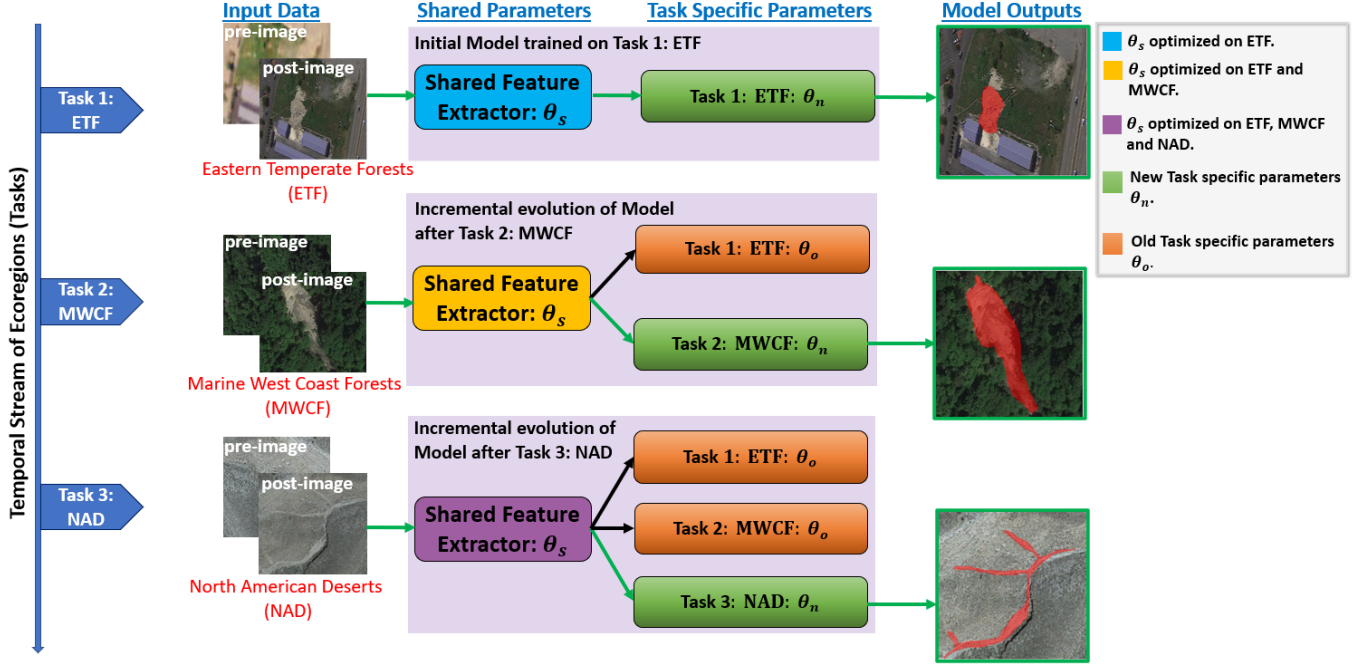 Input Data
Shared Parameters
Task Specific Parameters
Model Outputs
Temporal Stream of Ecoregions (Tasks)
Task 1:
ETF
pre-image
post-image
Eastern Temperate Forests
(ETF)
Initial Model trained on Task 1: ETF
Shared Feature
Extractor: θs
Task 1: ETF: θn
θs optimized on ETF.
θs optimized on ETF and
MWCF.
θs optimized on ETF, MWCF
and NAD.
New Task specific parameters
θn.
Old Task specific parameters
θo.
Task 2:
MWCF
pre-image
post-image
Marine West Coast Forests
(MWCF)
Incremental evolution of Model
after Task 2: MWCF
Shared Feature
Extractor: θs
Task 1: ETF: θo
Task 2: MWCF: θn
Task 3:
NAD
pre-image
post-image
North American Deserts
(NAD)
Incremental evolution of
Model after Task 3: NAD
Shared Feature
Extractor: θs
Task 1: ETF: θo
Task 2: MWCF: θo
Task 3: NAD: θn